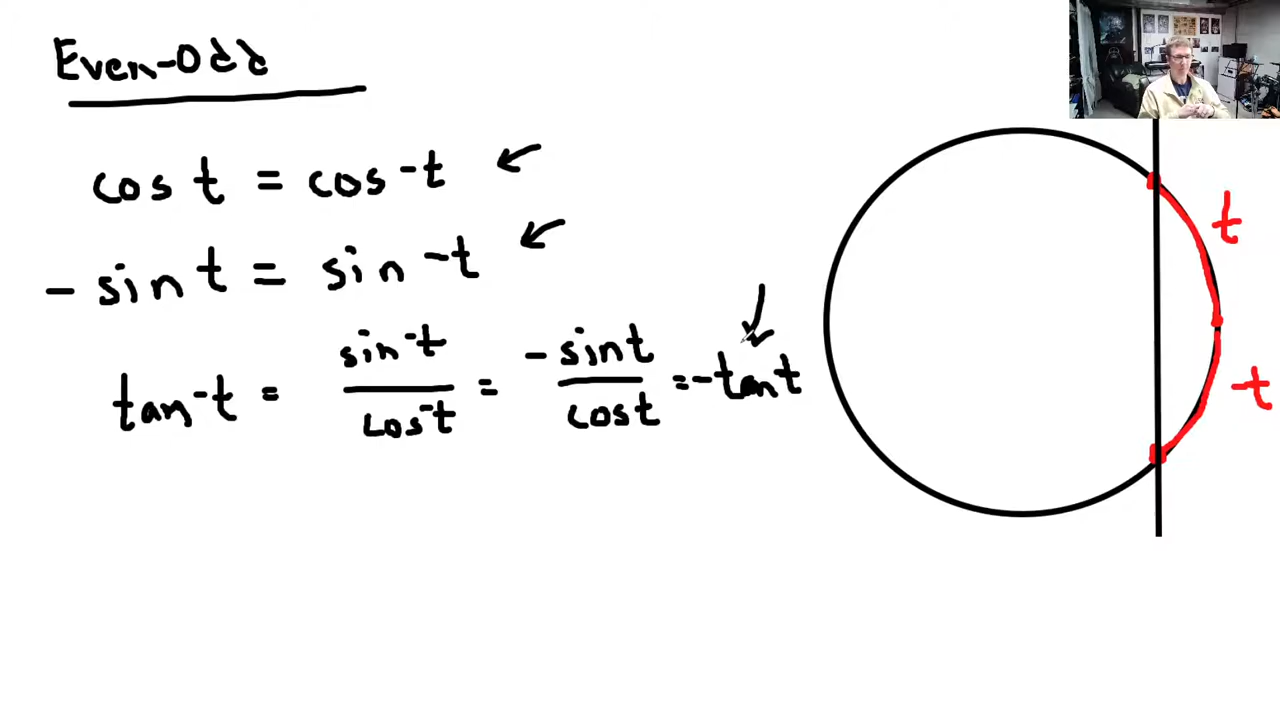 Even-Odd
cos t = cos -t
- sin t = sin -t
tan -t = sin -t / cos -t = - sin t / cos t = - tan t
t
-t